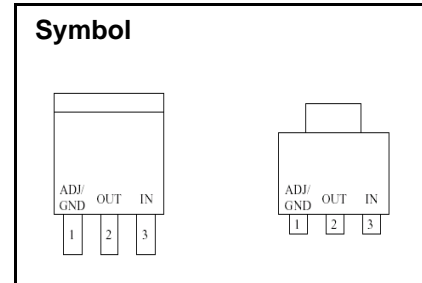 Symbol
ADJ/
GND OUT IN
1 2 3
ADJ/
GND OUT IN
1 2 3